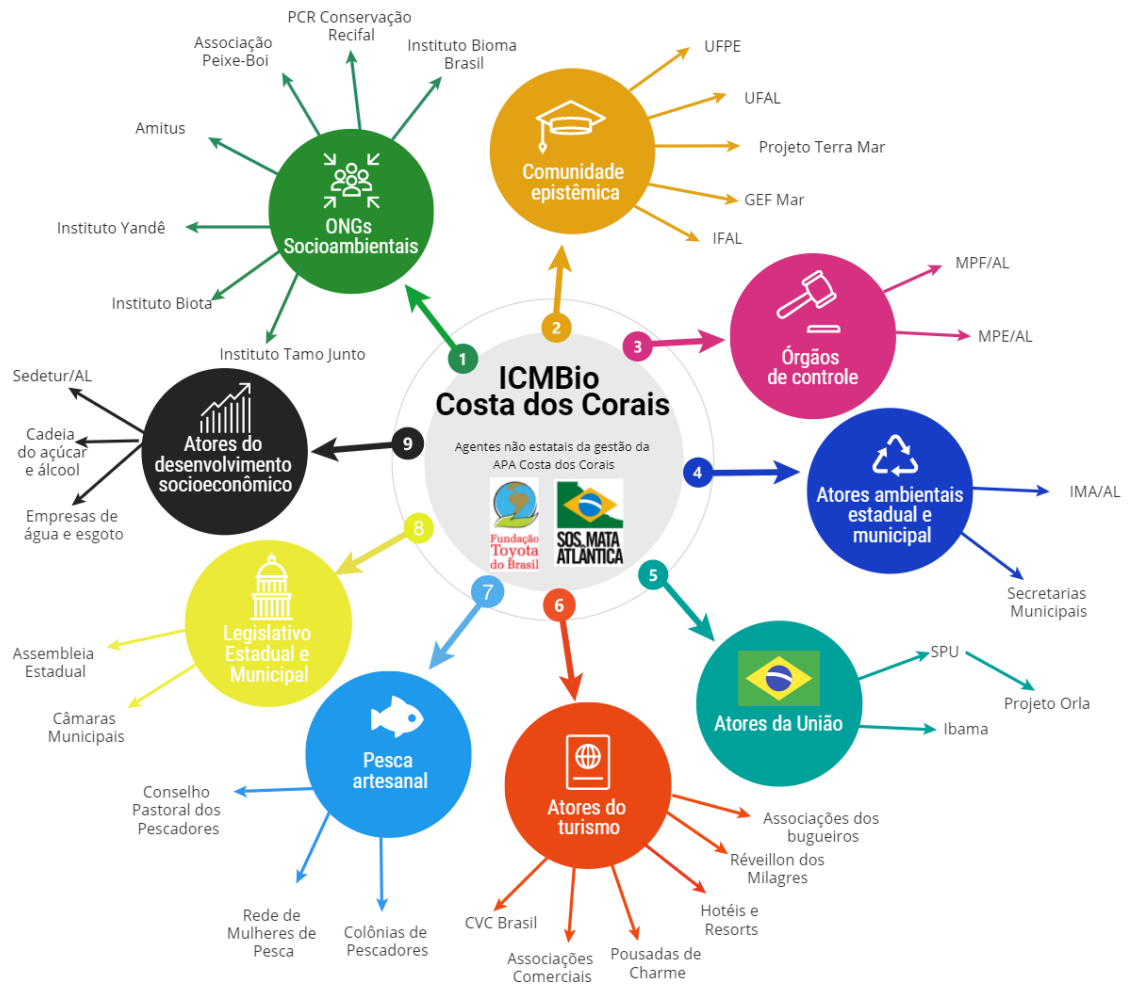 PCR Conservação
Recifal
Associação
Peixe-Boi
Instituto Bioma
Brasil
Amitus
Instituto Yandê
Instituto Biota
Instituto Tamo Junto
ONGs
Socioambientais
1
UFPE
UFAL
Projeto Terra Mar
GEF Mar
IFAL
Comunidade
epistêmica
2
MPF/AL
MPE/AL
Órgãos
de controle
3
ICMBio
Costa dos Corais
Agentes não estatais da gestão da
APA Costa dos Corais
Fundação
Toyota
do Brasil
SOS MATA
ATLÂNTICA
4
Atores ambientais
estadual e
municipal
IMA/AL
Secretarias
Municipais
5
Atores da União
SPU
Projeto Orla
Ibama
6
Atores do
turismo
Associações dos
bugueiros
Réveillon dos
Milagres
Hotéis e
Resorts
Pousadas de
Charme
Associações
Comerciais
CVC Brasil
7
Pesca
artesanal
Conselho
Pastoral dos
Pescadores
Rede de
Mulheres de
Pesca
Colônias de
Pescadores
8
Legislativo
Estadual e
Municipal
Assembleia
Estadual
Câmaras
Municipais
9
Atores do
desenvolvimento
socioeconômico
Sedetur/AL
Cadeia
do açúcar
e álcool
Empresas de
água e esgoto